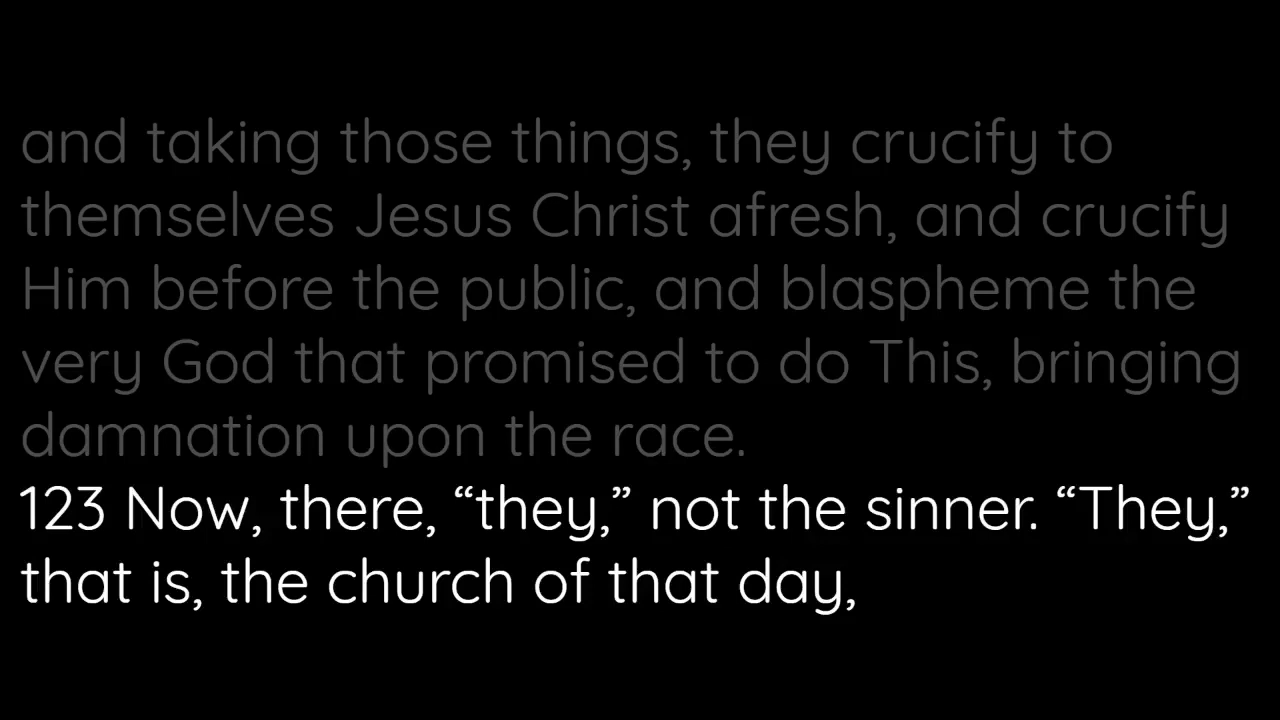 and taking those things, they crucify to
themselves Jesus Christ afresh, and crucify
Him before the public, and blaspheme the
very God that promised to do This, bringing
damnation upon the race.
123 Now, there, “they,” not the sinner. “They,”
that is, the church of that day,